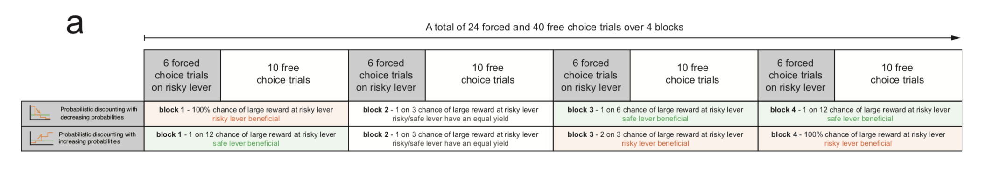 a
A total of 24 forced and 40 free choice trials over 4 blocks
6 forced
choice trials
on risky lever
10 free
choice trials
6 forced
choice trials
on risky lever
10 free
choice trials
6 forced
choice trials
on risky lever
10 free
choice trials
6 forced
choice trials
on risky lever
10 free
choice trials
Probabilistic discounting with
decreasing probabilities
block 1 - 100% chance of large reward at risky lever
risky lever beneficial
block 2 - 1 on 3 chance of large reward at risky lever
risky/safe lever have an equal yield
block 3 - 1 on 6 chance of large reward at risky lever
safe lever beneficial
block 4 - 1 on 12 chance of large reward at risky lever
safe lever beneficial
Probabilistic discounting with
increasing probabilities
block 1 - 1 on 12 chance of large reward at risky lever
safe lever beneficial
block 2 - 1 on 3 chance of large reward at risky lever
risky/safe lever have an equal yield
block 3 - 2 on 3 chance of large reward at risky lever
risky lever beneficial
block 4 - 100% chance of large reward at risky lever
risky lever beneficial